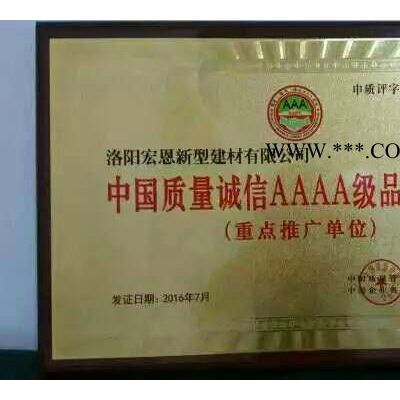 申质评字
AAA
www.***.co
洛阳宏恩新型建材有限公司
中国质量诚信AAAA级品
(重点推广单位)
发证日期：2016年7月